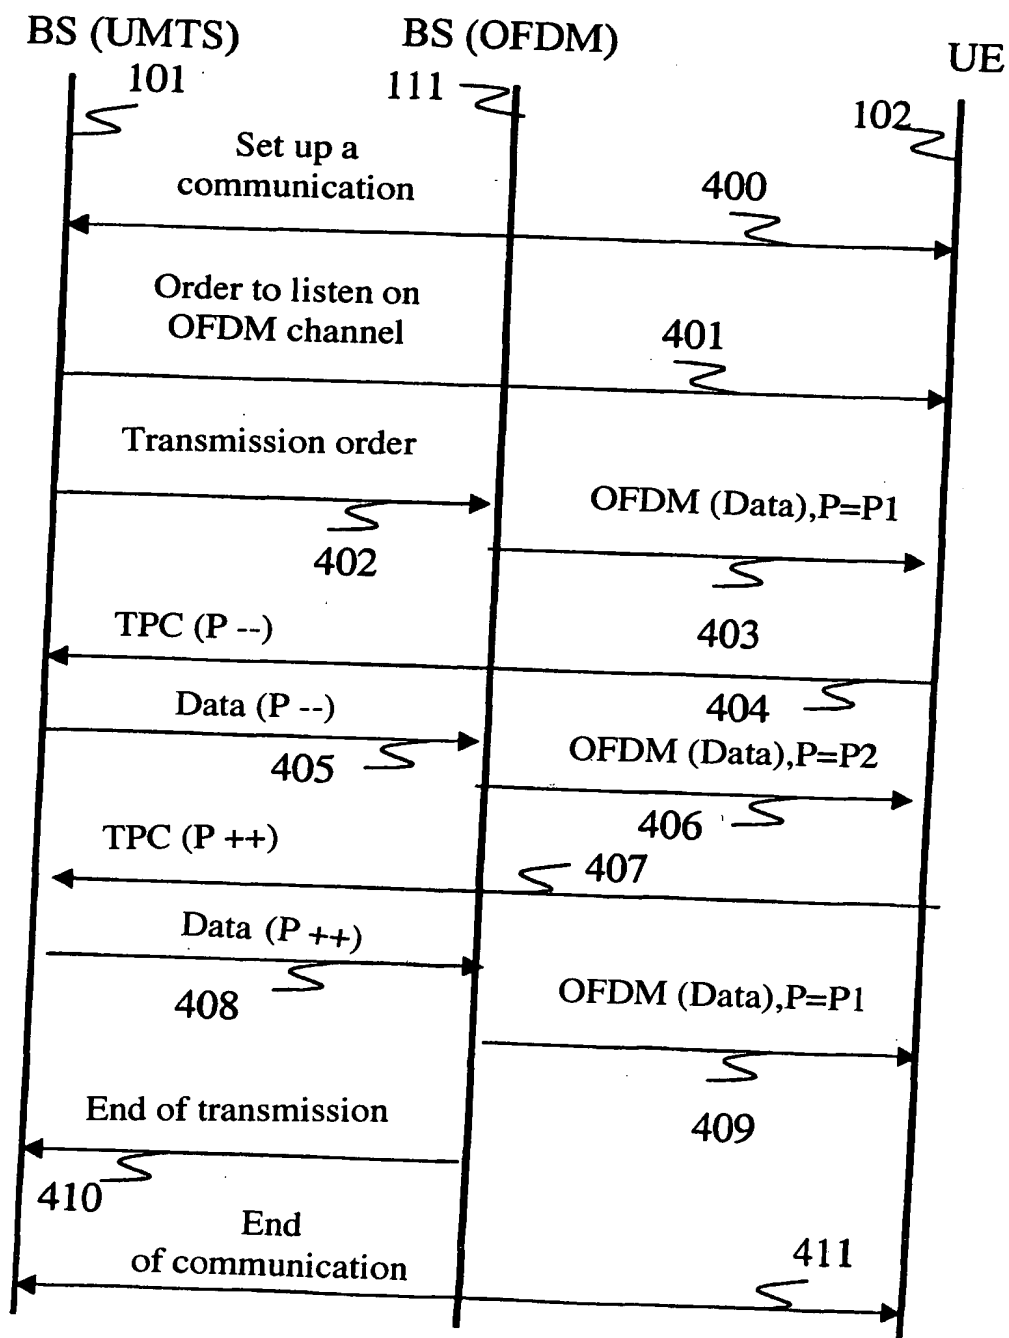 BS (UMTS)
BS (OFDM)
UE
101
111
102
Set up a
communication
400
Order to listen on
OFDM channel
401
Transmission order
OFDM (Data),P=P1
402
403
TPC (P --)
404
Data (P --)
405
OFDM (Data),P=P2
406
TPC (P ++)
407
Data (P ++)
408
OFDM (Data),P=P1
409
End of transmission
410
End
of communication
411